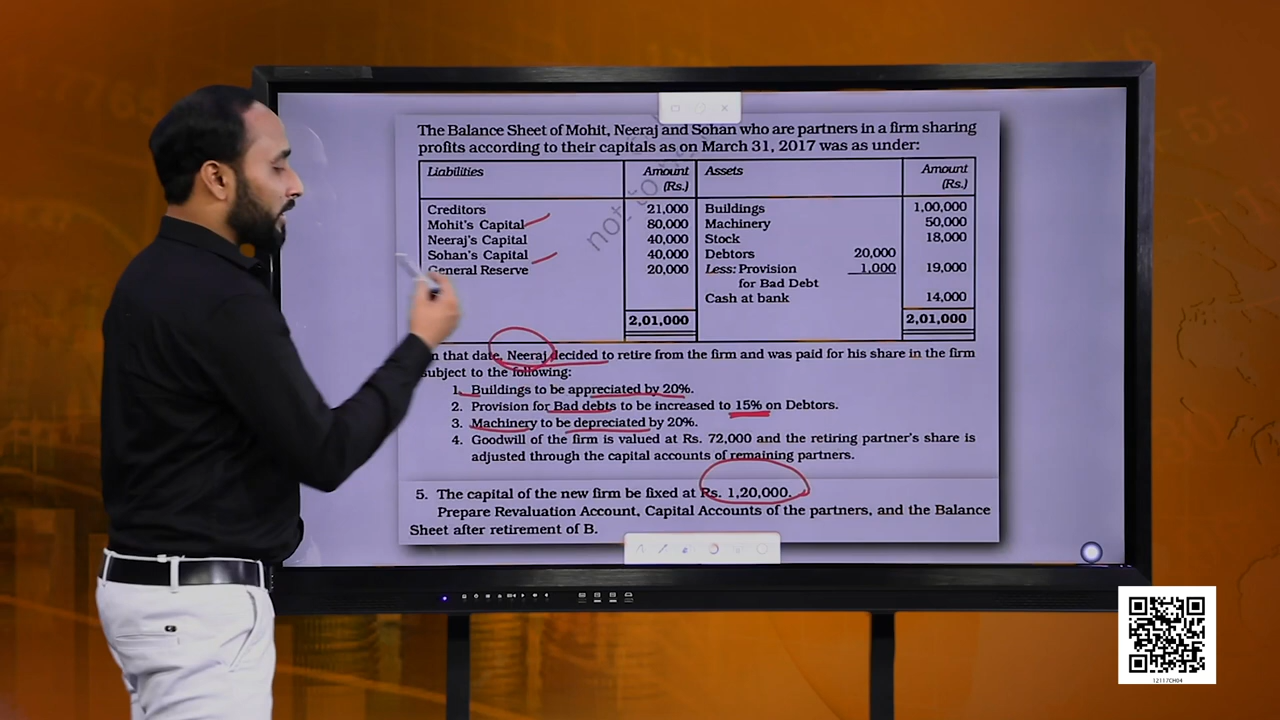 The Balance Sheet of Mohit, Neeraj and Sohan who are partners in a firm sharing
profits according to their capitals as on March 31, 2017 was as under:
Liabilities Amount (Rs.) Assets Amount (Rs.)
Creditors 21,000 Buildings 1,00,000
Mohit's Capital 80,000 Machinery 50,000
Neeraj's Capital 40,000 Stock 18,000
Sohan's Capital 40,000 Debtors 20,000
General Reserve 20,000 Less: Provision 1,000 19,000
for Bad Debt
Cash at bank 14,000
2,01,000 2,01,000
not to
n that date, Neeraj decided to retire from the firm and was paid for his share in the firm
subject to the following:
1. Buildings to be appreciated by 20%.
2. Provision for Bad debts to be increased to 15% on Debtors.
3. Machinery to be depreciated by 20%.
4. Goodwill of the firm is valued at Rs. 72,000 and the retiring partner's share is
adjusted through the capital accounts of remaining partners.
5. The capital of the new firm be fixed at Rs. 1,20,000.
Prepare Revaluation Account, Capital Accounts of the partners, and the Balance
Sheet after retirement of B.
12117CH04